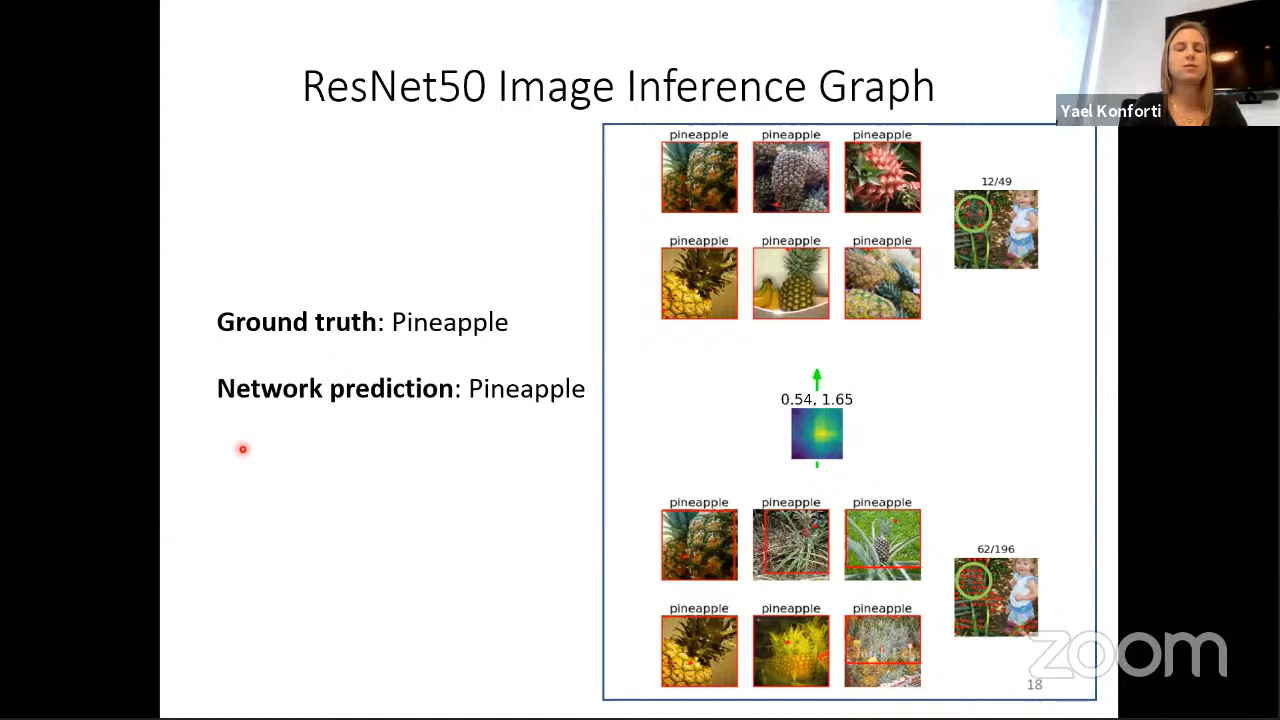 ResNet50 Image Inference Graph
Yael Konforti
Ground truth: Pineapple
Network prediction: Pineapple
pineapple pineapple pineapple
12/49
pineapple pineapple pineapple
0.54, 1.65
pineapple pineapple pineapple
62/196
pineapple pineapple pineapple
zoom
18